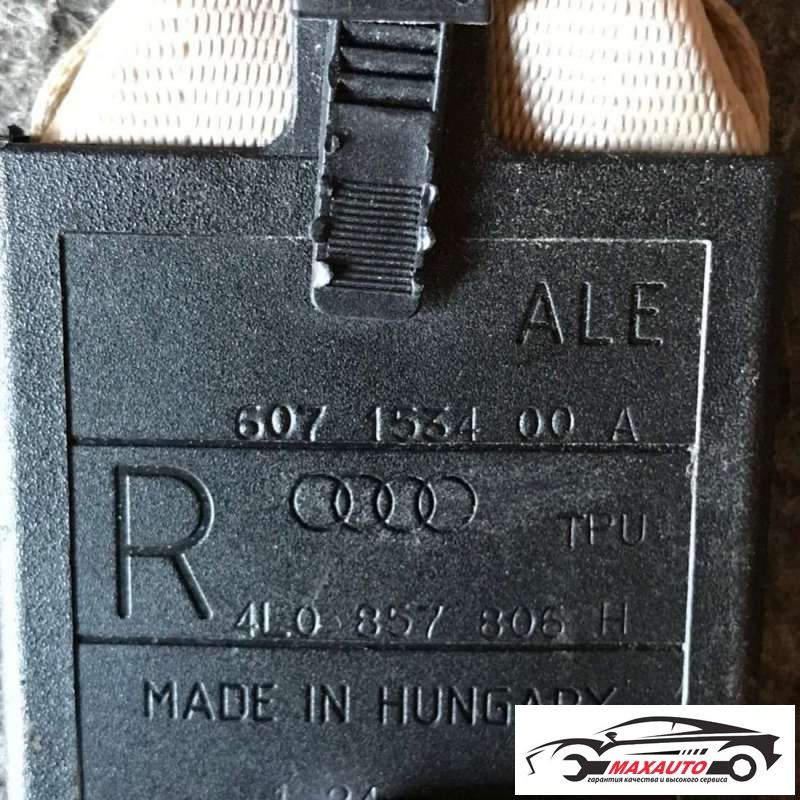 ALE
607 1534 00 A
R
TPU
4L0 857 806 H
MADE IN HUNGARY
MAXAUTO
гарантия качества и высокого сервиса